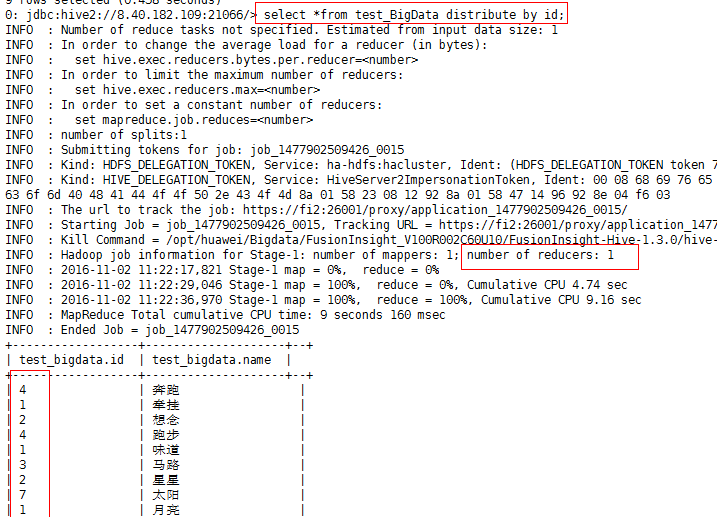 9 rows selected (0.458 seconds)
0: jdbc:hive2://8.40.182.109:21066/> select *from test_BigData distribute by id;
INFO  : Number of reduce tasks not specified. Estimated from input data size: 1
INFO  : In order to change the average load for a reducer (in bytes):
INFO  :   set hive.exec.reducers.bytes.per.reducer=<number>
INFO  : In order to limit the maximum number of reducers:
INFO  :   set hive.exec.reducers.max=<number>
INFO  : In order to set a constant number of reducers:
INFO  :   set mapreduce.job.reduces=<number>
INFO  : number of splits:1
INFO  : Submitting tokens for job: job_1477902509426_0015
INFO  : Kind: HDFS_DELEGATION_TOKEN, Service: ha-hdfs:hacluster, Ident: (HDFS_DELEGATION_TOKEN token 7
INFO  : Kind: HIVE_DELEGATION_TOKEN, Service: HiveServer2ImpersonationToken, Ident: 00 08 68 69 76 65
63 6f 6d 40 48 41 44 4f 4f 50 2e 43 4f 4d 8a 01 58 23 08 12 92 8a 01 58 47 14 96 92 8e 04 f6 03
INFO  : The url to track the job: https://fi2:26001/proxy/application_1477902509426_0015/
INFO  : Starting Job = job_1477902509426_0015, Tracking URL = https://fi2:26001/proxy/application_1477
INFO  : Kill Command = /opt/huawei/Bigdata/FusionInsight_V100R002C60U10/FusionInsight-Hive-1.3.0/hive-
INFO  : Hadoop job information for Stage-1: number of mappers: 1; number of reducers: 1
INFO  : 2016-11-02 11:22:17,821 Stage-1 map = 0%,  reduce = 0%
INFO  : 2016-11-02 11:22:29,046 Stage-1 map = 100%,  reduce = 0%, Cumulative CPU 4.74 sec
INFO  : 2016-11-02 11:22:36,970 Stage-1 map = 100%,  reduce = 100%, Cumulative CPU 9.16 sec
INFO  : MapReduce Total cumulative CPU time: 9 seconds 160 msec
INFO  : Ended Job = job_1477902509426_0015
+------------------+--------------------+--+
| test_bigdata.id  | test_bigdata.name  |
+------------------+--------------------+--+
| 4                | 奔跑                 |
| 1                | 牵挂                 |
| 2                | 想念                 |
| 4                | 跑步                 |
| 1                | 味道                 |
| 3                | 马路                 |
| 2                | 星星                 |
| 7                | 太阳                 |
| 1                | 月亮                 |